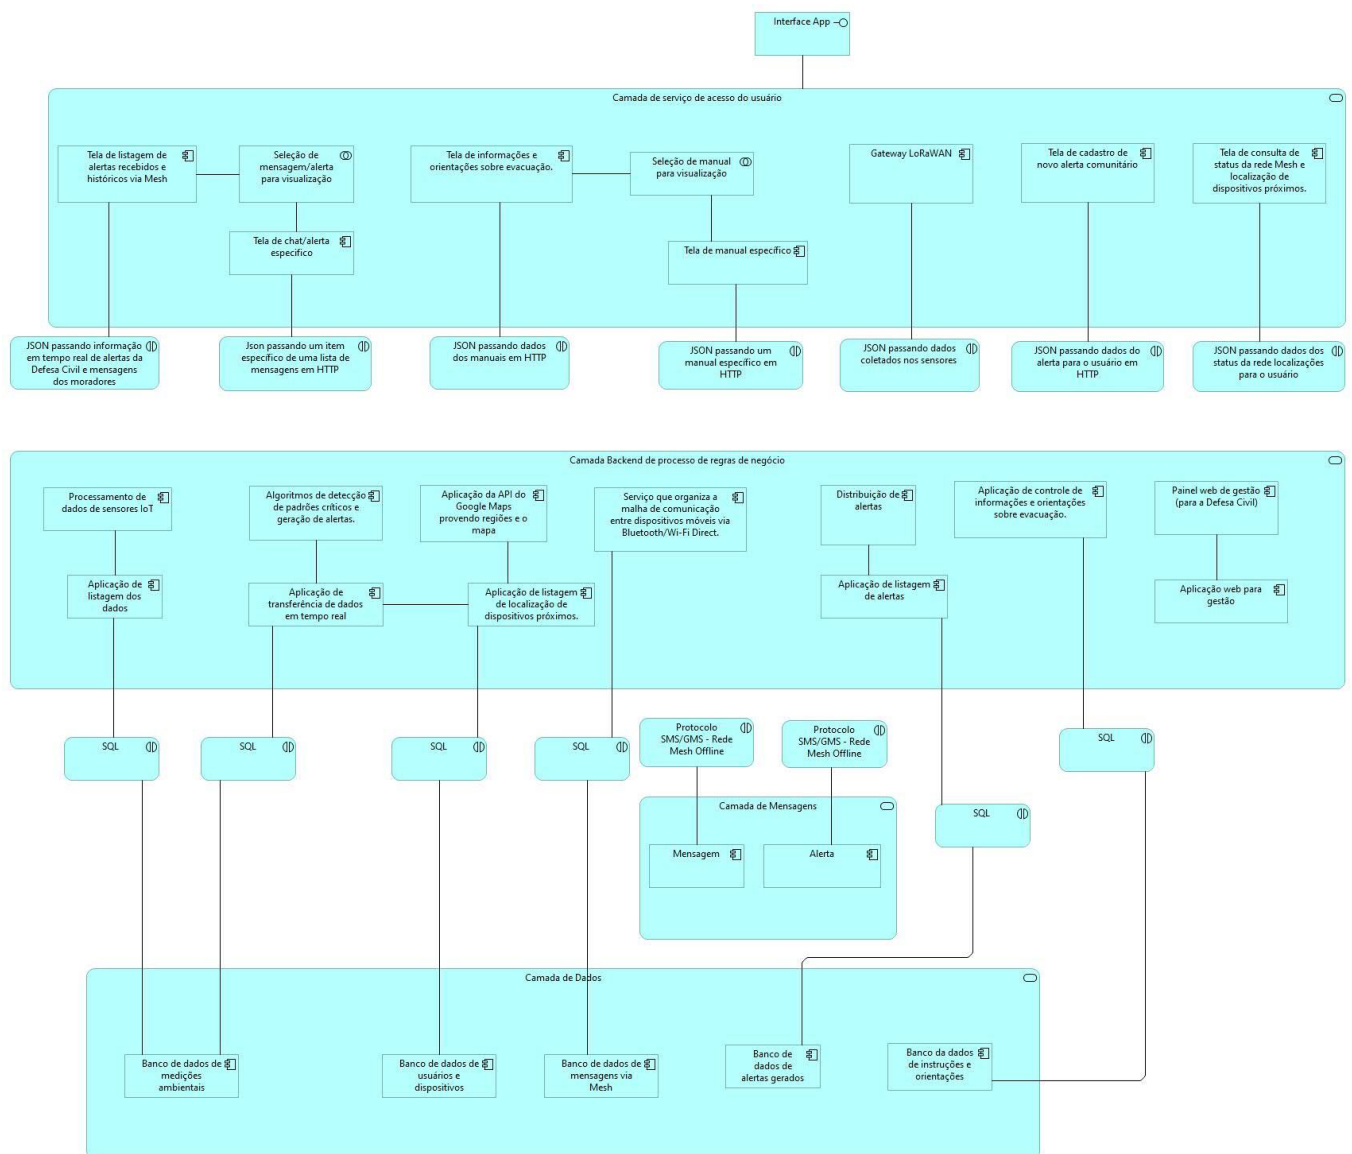 Interface App
Camada de serviço de acesso do usuário
Tela de listagem de
alertas recebidos e
históricos via Mesh
Seleção de
mensagem/alerta
para visualização
Tela de chat/alerta
especifico
Tela de informações e
orientações sobre evacuação.
Seleção de manual
para visualização
Tela de manual específico
Gateway LoRaWAN
Tela de cadastro de
novo alerta comunitário
Tela de consulta de
status da rede Mesh e
localização de
dispositivos próximos.
JSON passando informação
em tempo real de alertas da
Defesa Civil e mensagens
dos moradores
Json passando um item
específico de uma lista de
mensagens em HTTP
JSON passando dados
dos manuais em HTTP
JSON passando um
manual específico em
HTTP
JSON passando dados
coletados nos sensores
JSON passando dados do
alerta para o usuário em
HTTP
JSON passando dados dos
status da rede localizações
para o usuário
Camada Backend de processo de regras de negócio
Processamento de
dados de sensores IoT
Algoritmos de detecção
de padrões críticos e
geração de alertas.
Aplicação da API do
Google Maps
provendo regiões e o
mapa
Serviço que organiza a
malha de comunicação
entre dispositivos móveis via
Bluetooth/Wi-Fi Direct.
Distribuição de
alertas
Aplicação de controle de
informações e orientações
sobre evacuação.
Painel web de gestão
(para a Defesa Civil)
Aplicação de
listagem dos
dados
Aplicação de
transferência de dados
em tempo real
Aplicação de listagem
de localização de
dispositivos próximos.
Aplicação de listagem
de alertas
Aplicação web para
gestão
SQL
SQL
SQL
SQL
Protocolo
SMS/GMS - Rede
Mesh Offline
Protocolo
SMS/GMS - Rede
Mesh Offline
SQL
SQL
Camada de Mensagens
Mensagem
Alerta
Camada de Dados
Banco de dados de
medições
ambientais
Banco de dados de
usuários e
dispositivos
Banco de dados de
mensagens via
Mesh
Banco de
dados de
alertas gerados
Banco da dados
de instruções e
orientações